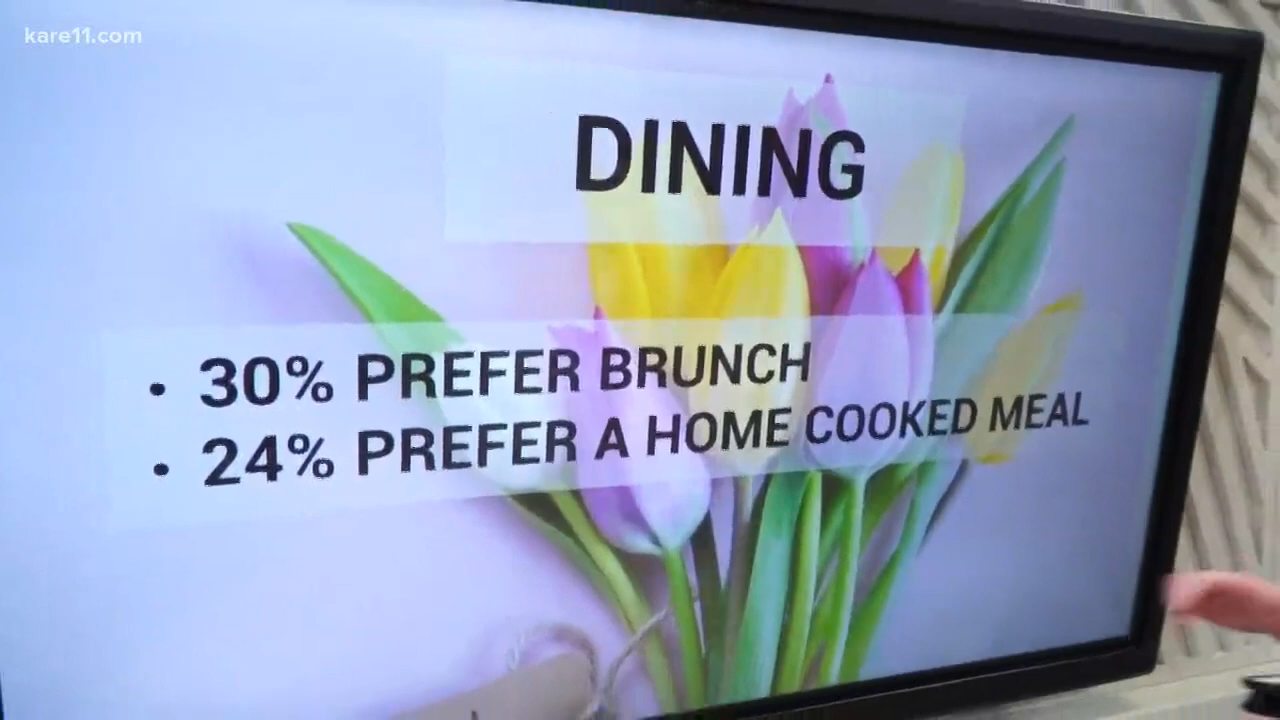 kare11.com
DINING
• 30% PREFER BRUNCH
• 24% PREFER A HOME COOKED MEAL